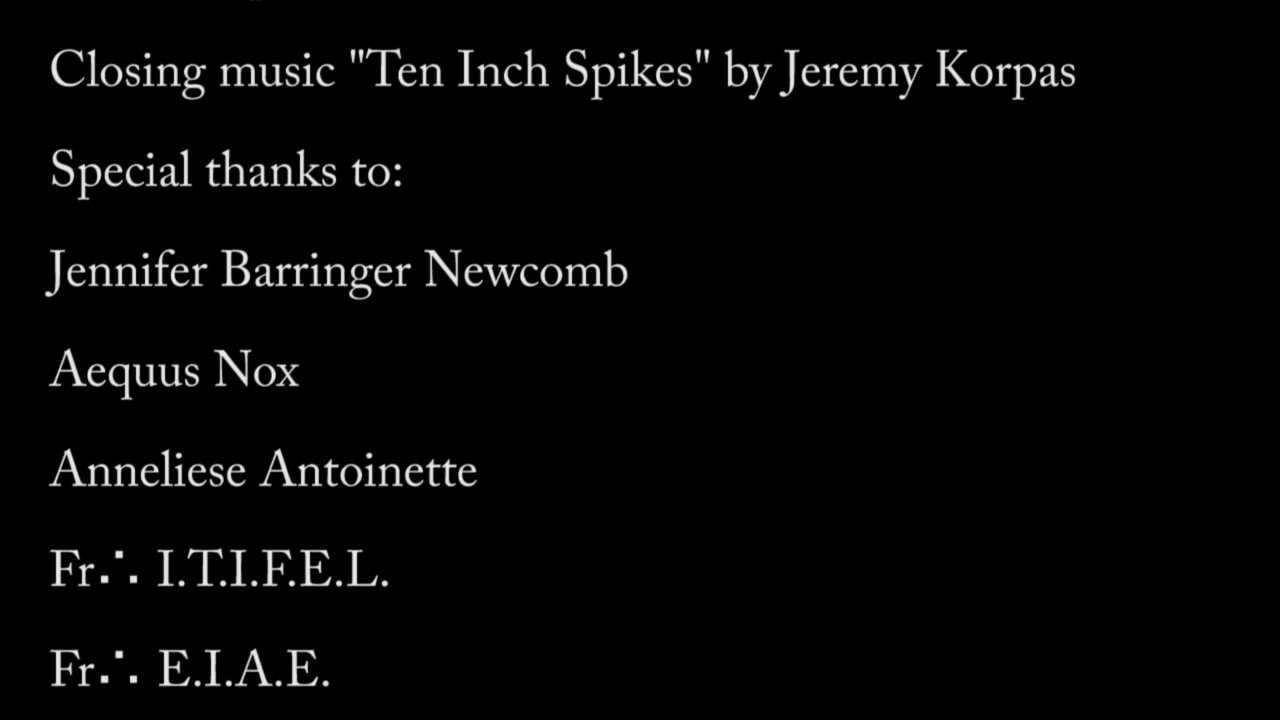 Closing music "Ten Inch Spikes" by Jeremy Korpas
Special thanks to:
Jennifer Barringer Newcomb
Aequus Nox
Anneliese Antoinette
Fr∴ I.T.I.F.E.L.
Fr∴ E.I.A.E.